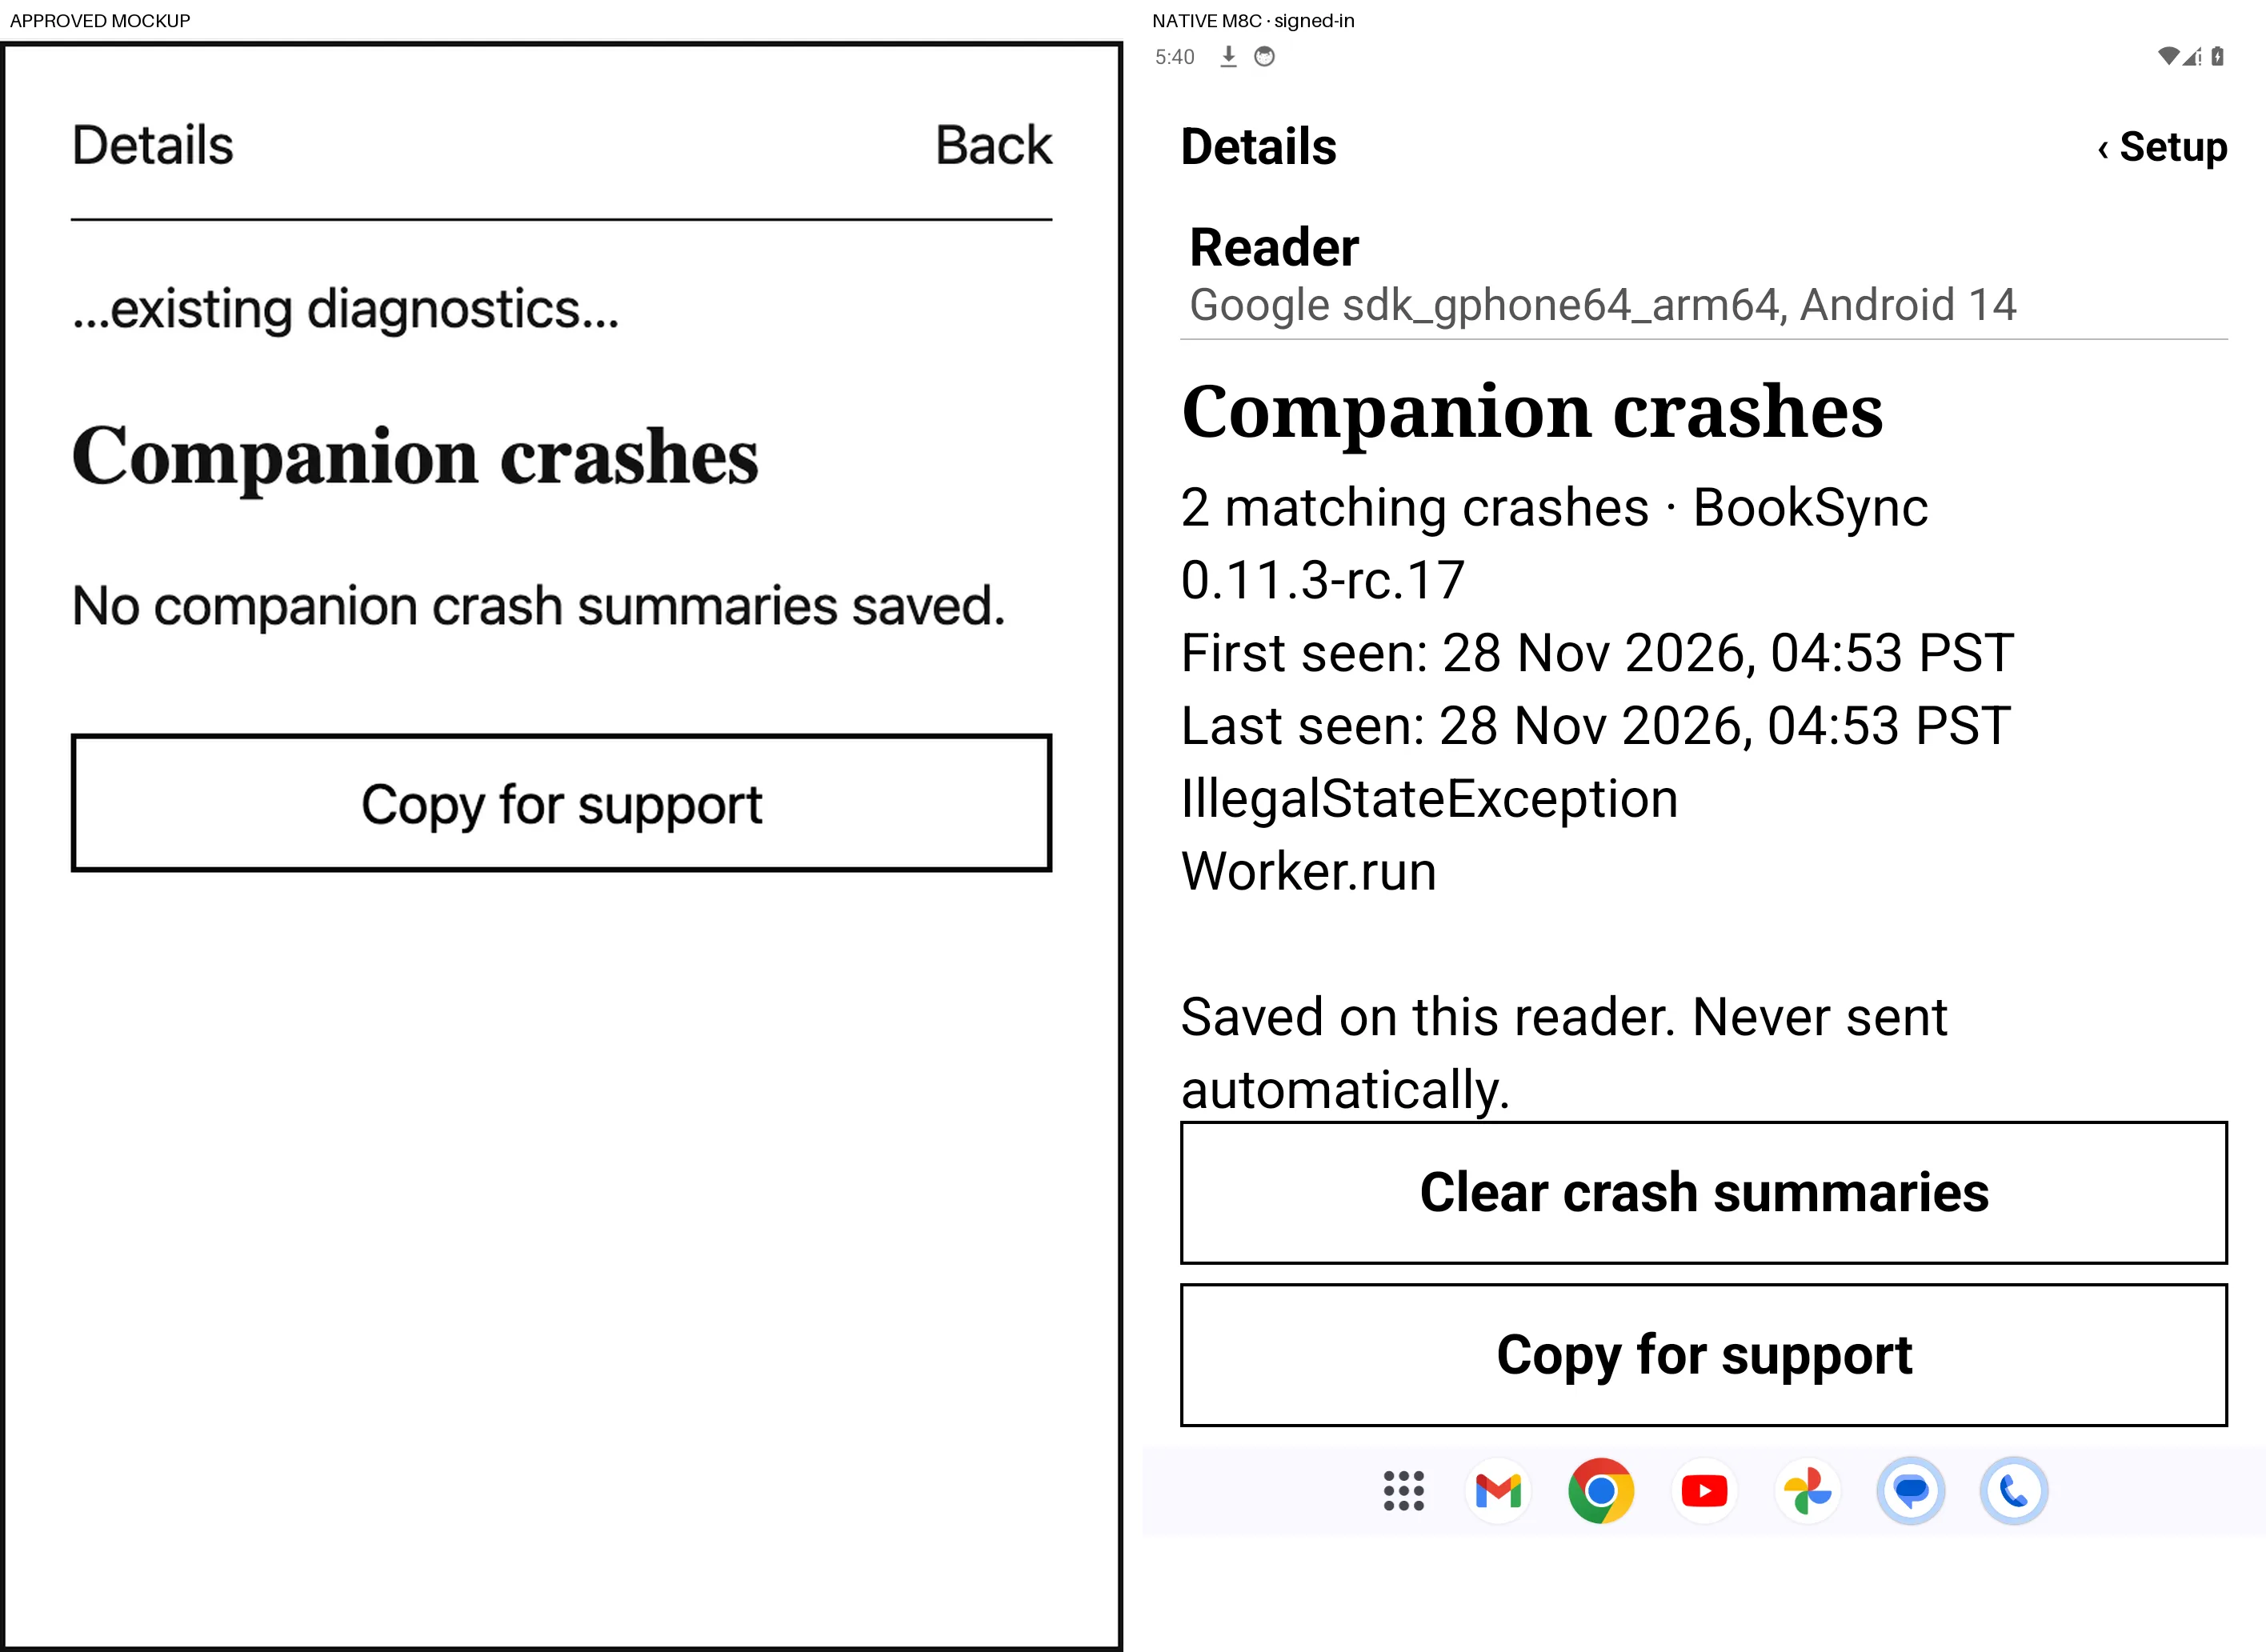 APPROVED MOCKUP
Details
Back
...existing diagnostics...
Companion crashes
No companion crash summaries saved.
Copy for support
NATIVE M8C · signed-in
5:40
Details
‹ Setup
Reader
Google sdk_gphone64_arm64, Android 14
Companion crashes
2 matching crashes · BookSync
0.11.3-rc.17
First seen: 28 Nov 2026, 04:53 PST
Last seen: 28 Nov 2026, 04:53 PST
IllegalStateException
Worker.run
Saved on this reader. Never sent
automatically.
Clear crash summaries
Copy for support